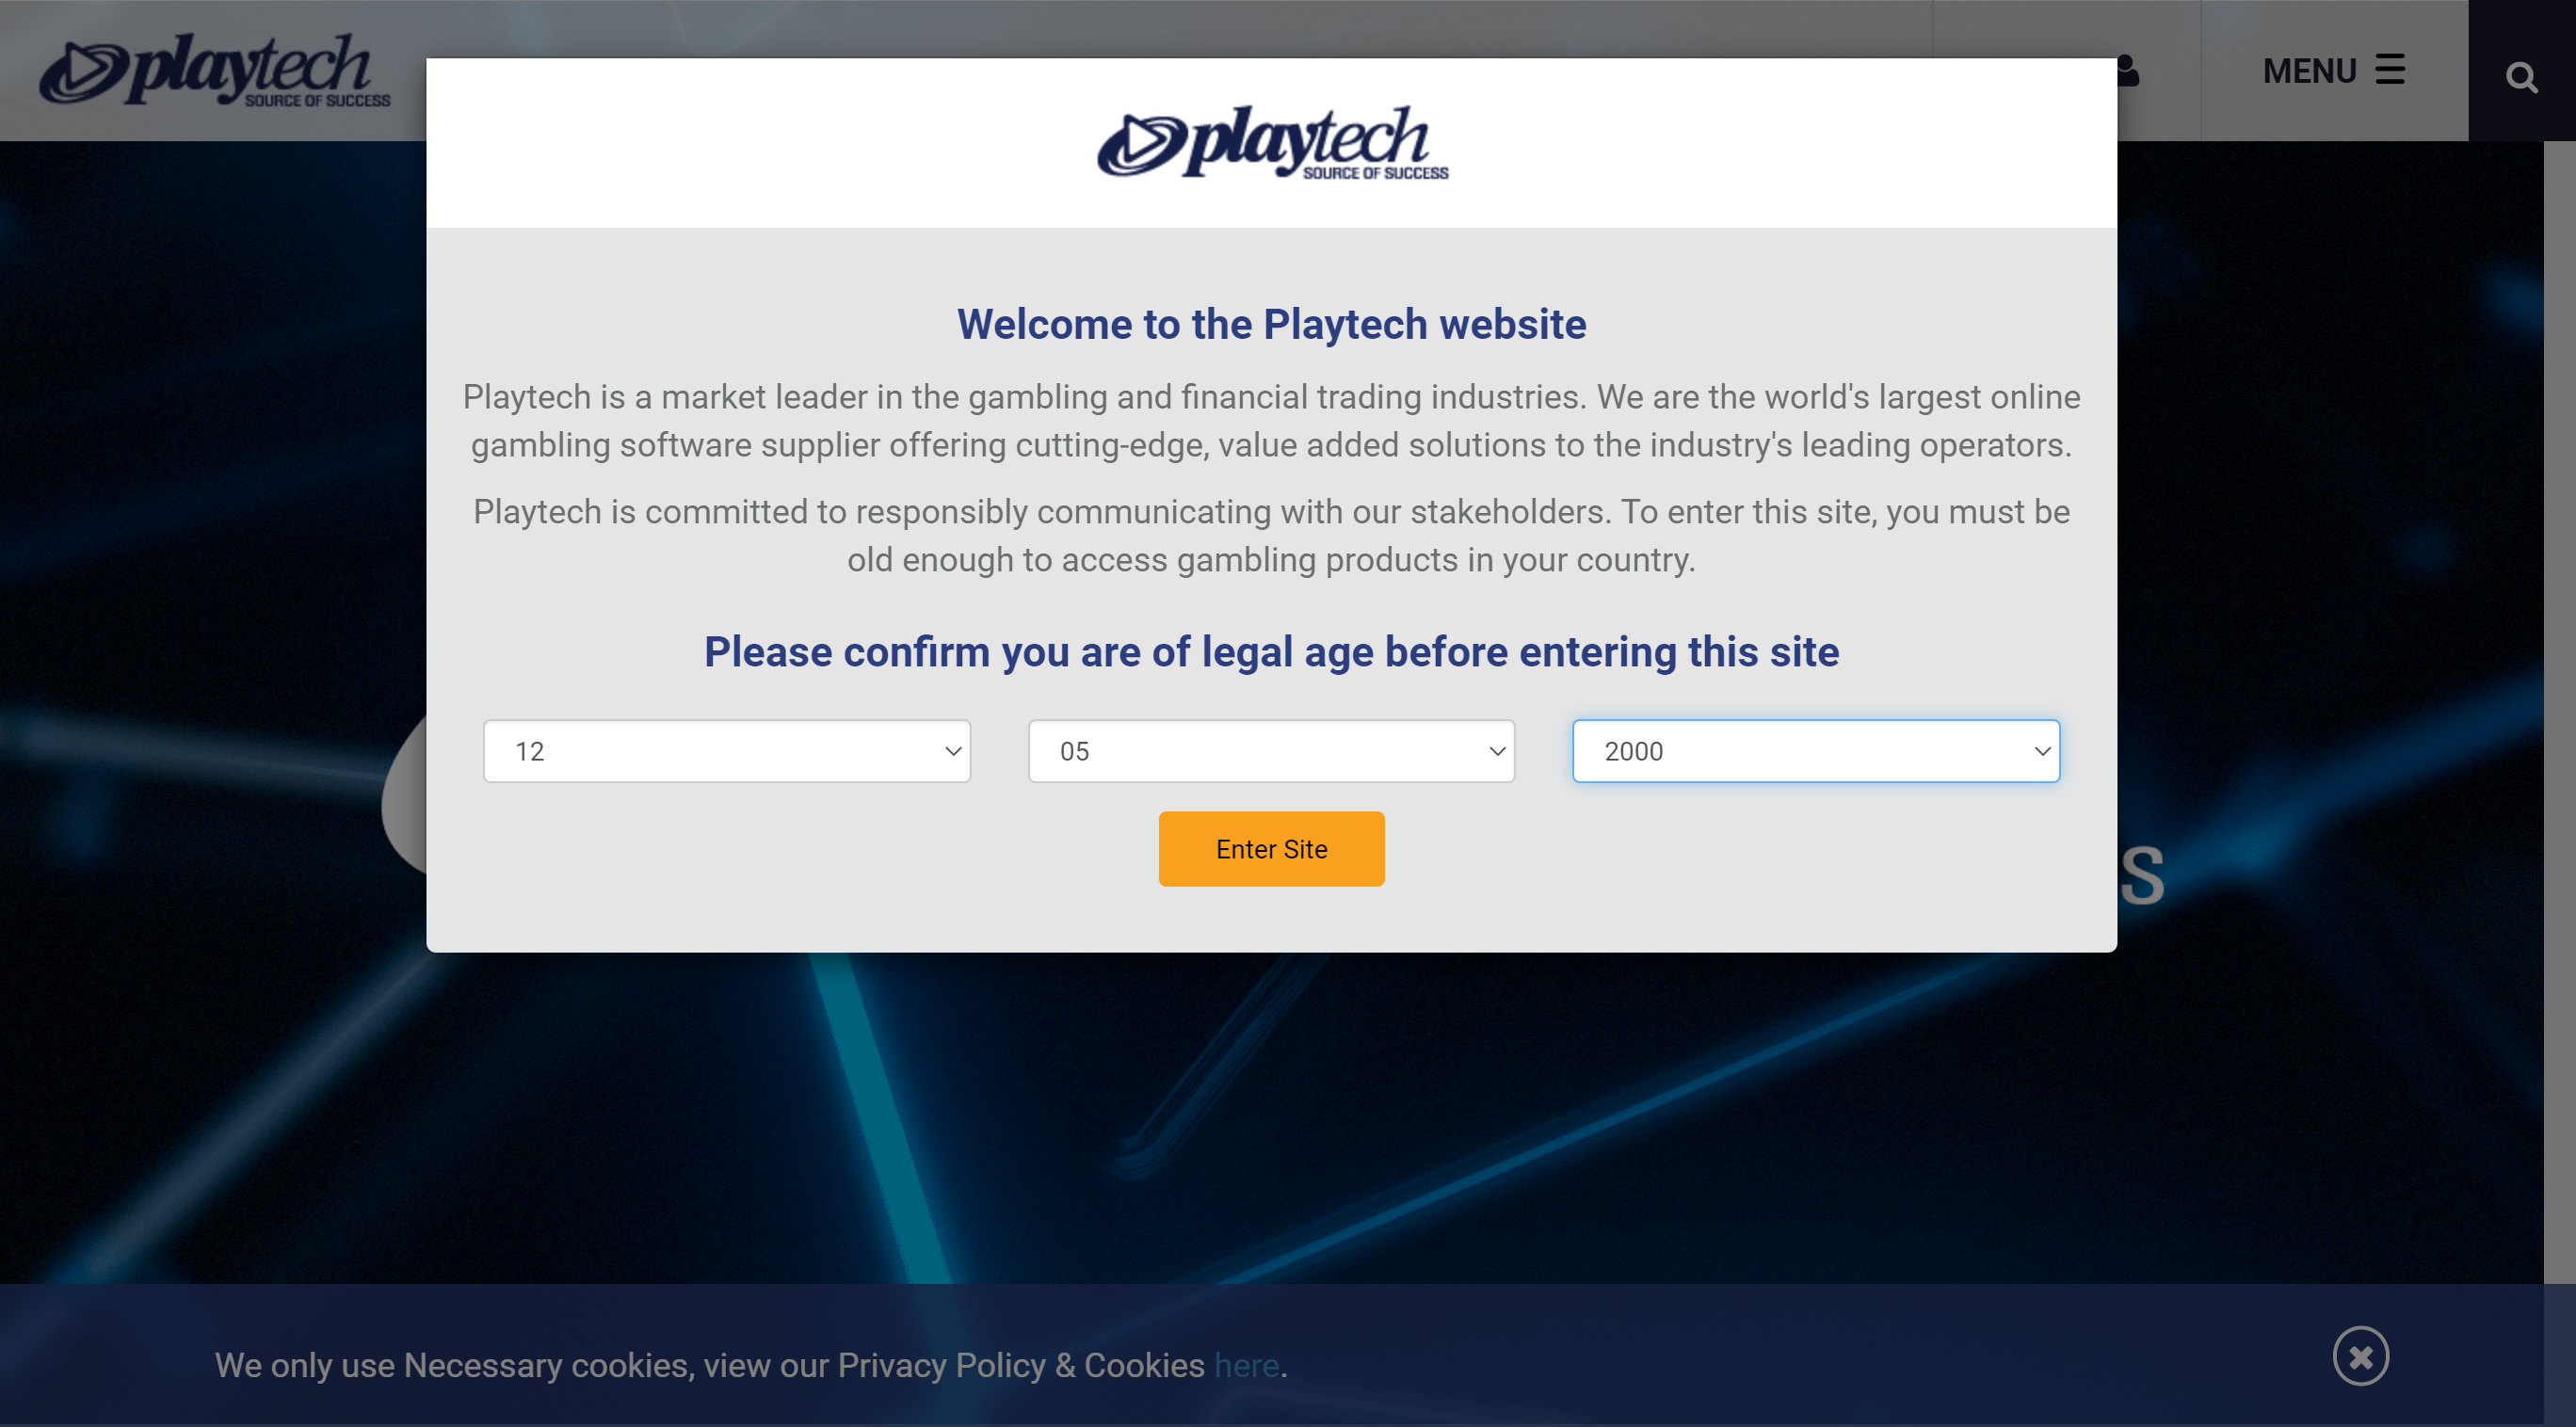 playtech
SOURCE OF SUCCESS
MENU
playtech
SOURCE OF SUCCESS
Welcome to the Playtech website
Playtech is a market leader in the gambling and financial trading industries. We are the world's largest online
gambling software supplier offering cutting-edge, value added solutions to the industry's leading operators.
Playtech is committed to responsibly communicating with our stakeholders. To enter this site, you must be
old enough to access gambling products in your country.
Please confirm you are of legal age before entering this site
12 05 2000
Enter Site
S
We only use Necessary cookies, view our Privacy Policy & Cookies here.